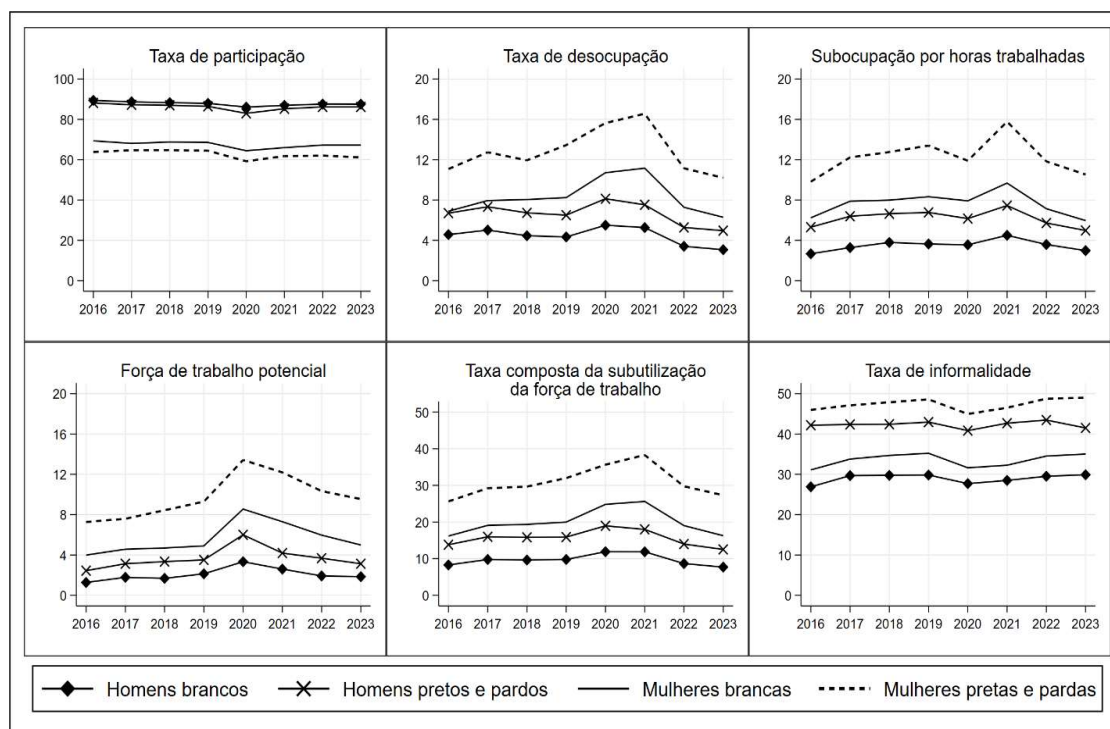 Taxa de participação
100
80
60
40
20
0
2016 2017 2018 2019 2020 2021 2022 2023
Taxa de desocupação
20
16
12
8
4
0
2016 2017 2018 2019 2020 2021 2022 2023
Subocupação por horas trabalhadas
20
16
12
8
4
0
2016 2017 2018 2019 2020 2021 2022 2023
Força de trabalho potencial
20
16
12
8
4
0
2016 2017 2018 2019 2020 2021 2022 2023
Taxa composta da subutilização
da força de trabalho
50
40
30
20
10
0
2016 2017 2018 2019 2020 2021 2022 2023
Taxa de informalidade
50
40
30
20
10
0
2016 2017 2018 2019 2020 2021 2022 2023
Homens brancos Homens pretos e pardos Mulheres brancas Mulheres pretas e pardas